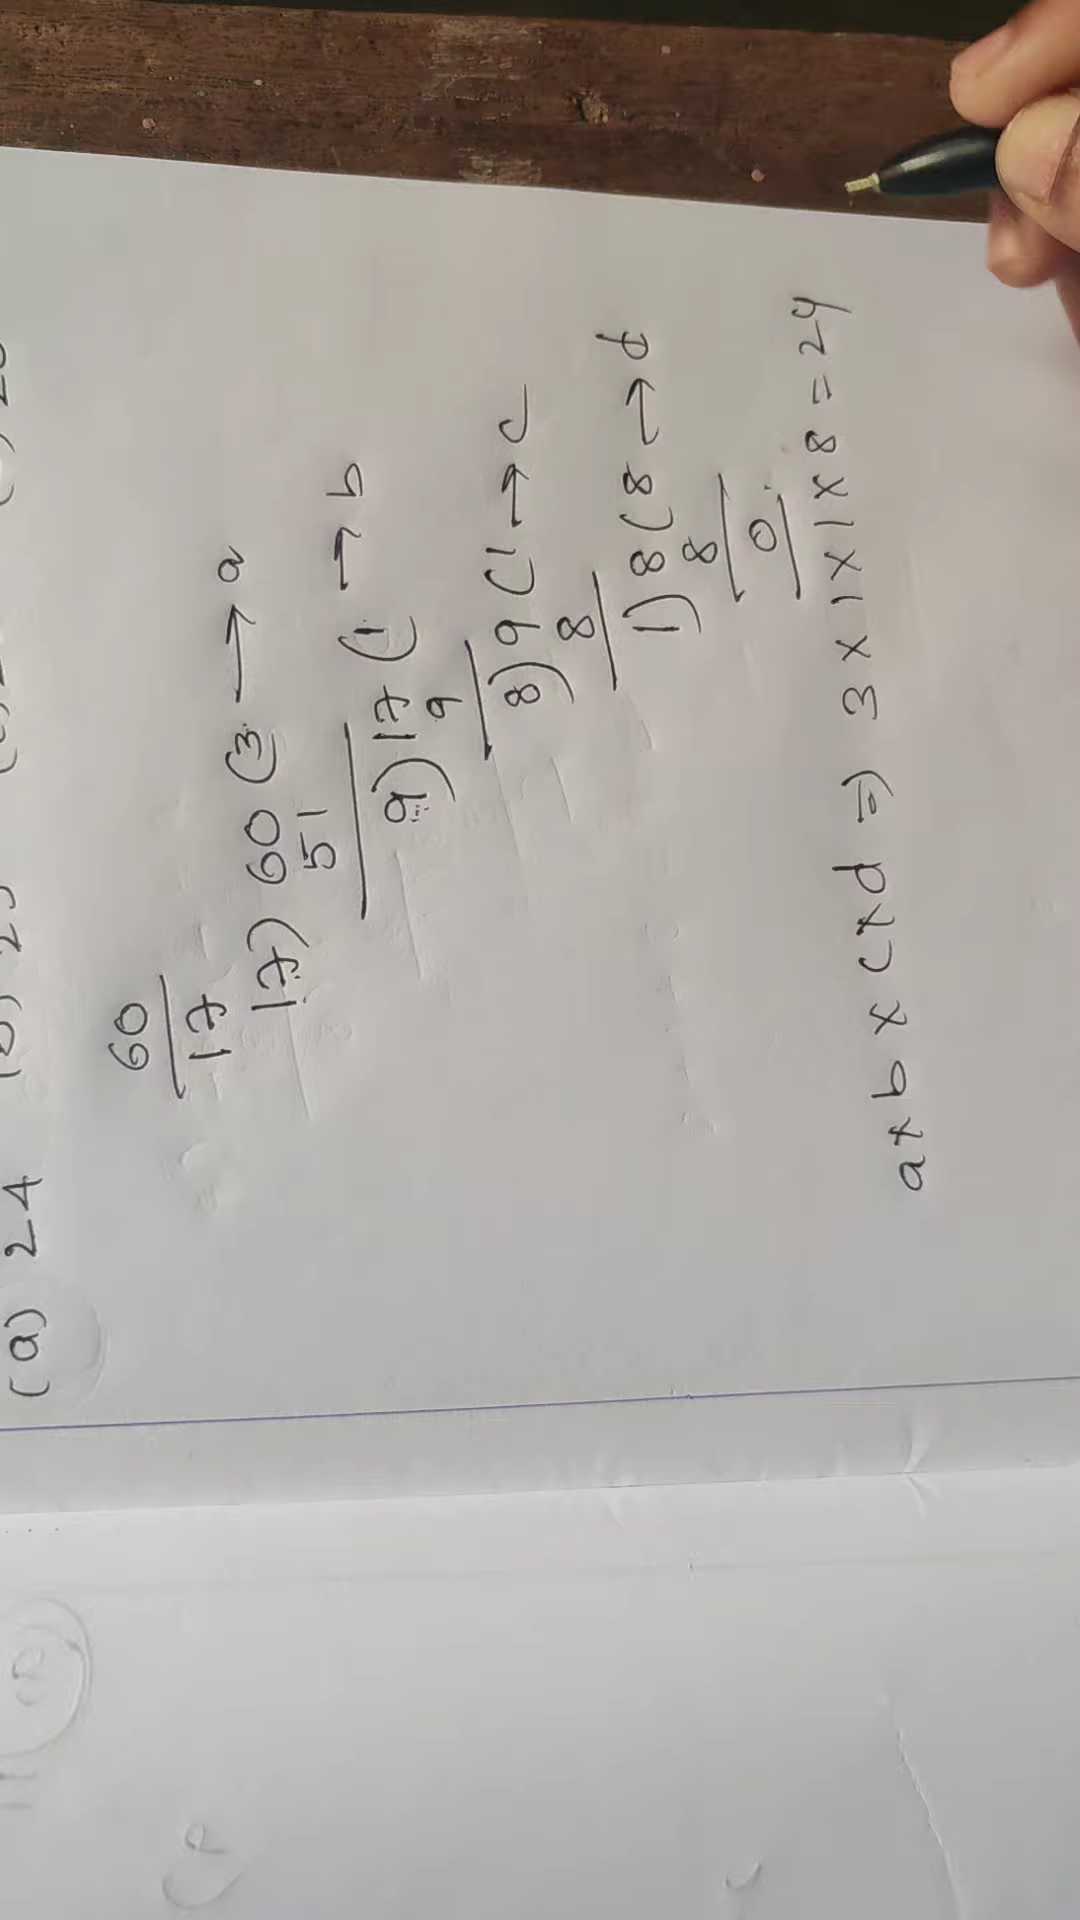 (a) 24 (b) 25
60
17
17) 60 (3 → a
51
9) 17 (1 → b
9
8) 9 (1 → c
8
1) 8 (8 → d
8
0
a x b x c x d ⇒ 3 x 1 x 1 x 8 = 24